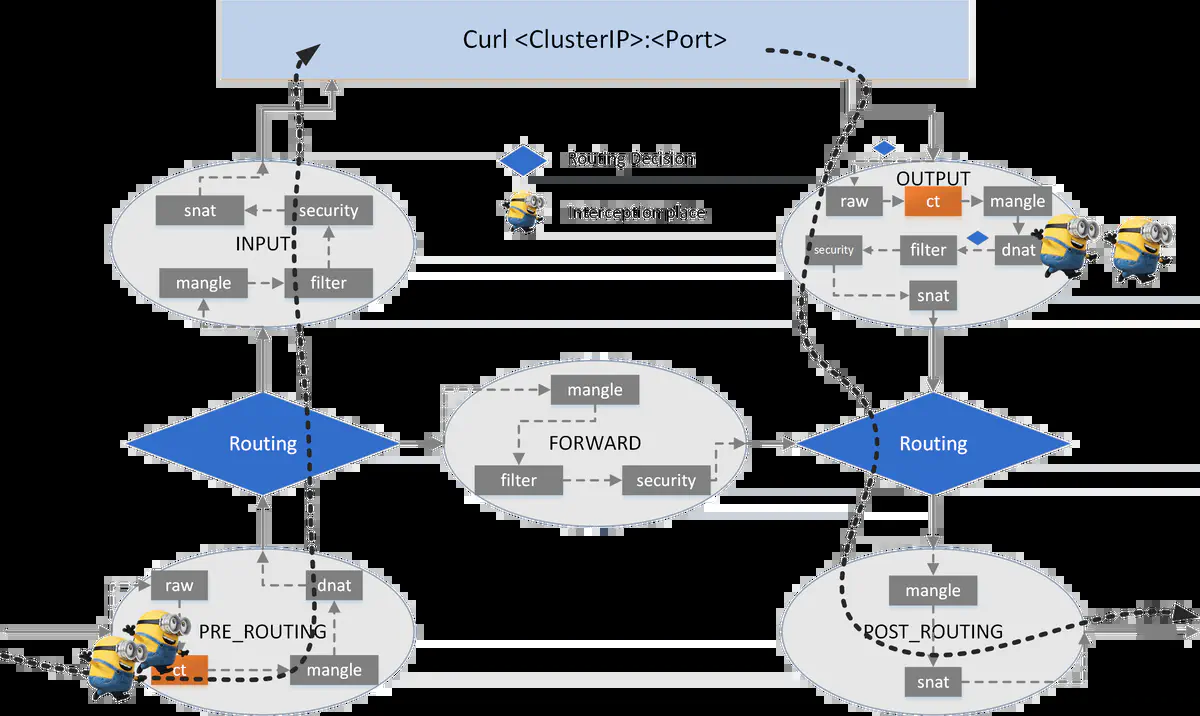 Curl <ClusterIP>:<Port>
Routing Decision
Interception place
snat
security
INPUT
mangle
filter
OUTPUT
raw
ct
mangle
security
filter
dnat
snat
Routing
mangle
FORWARD
filter
security
Routing
raw
dnat
PRE_ROUTING
ct
mangle
mangle
POST_ROUTING
snat